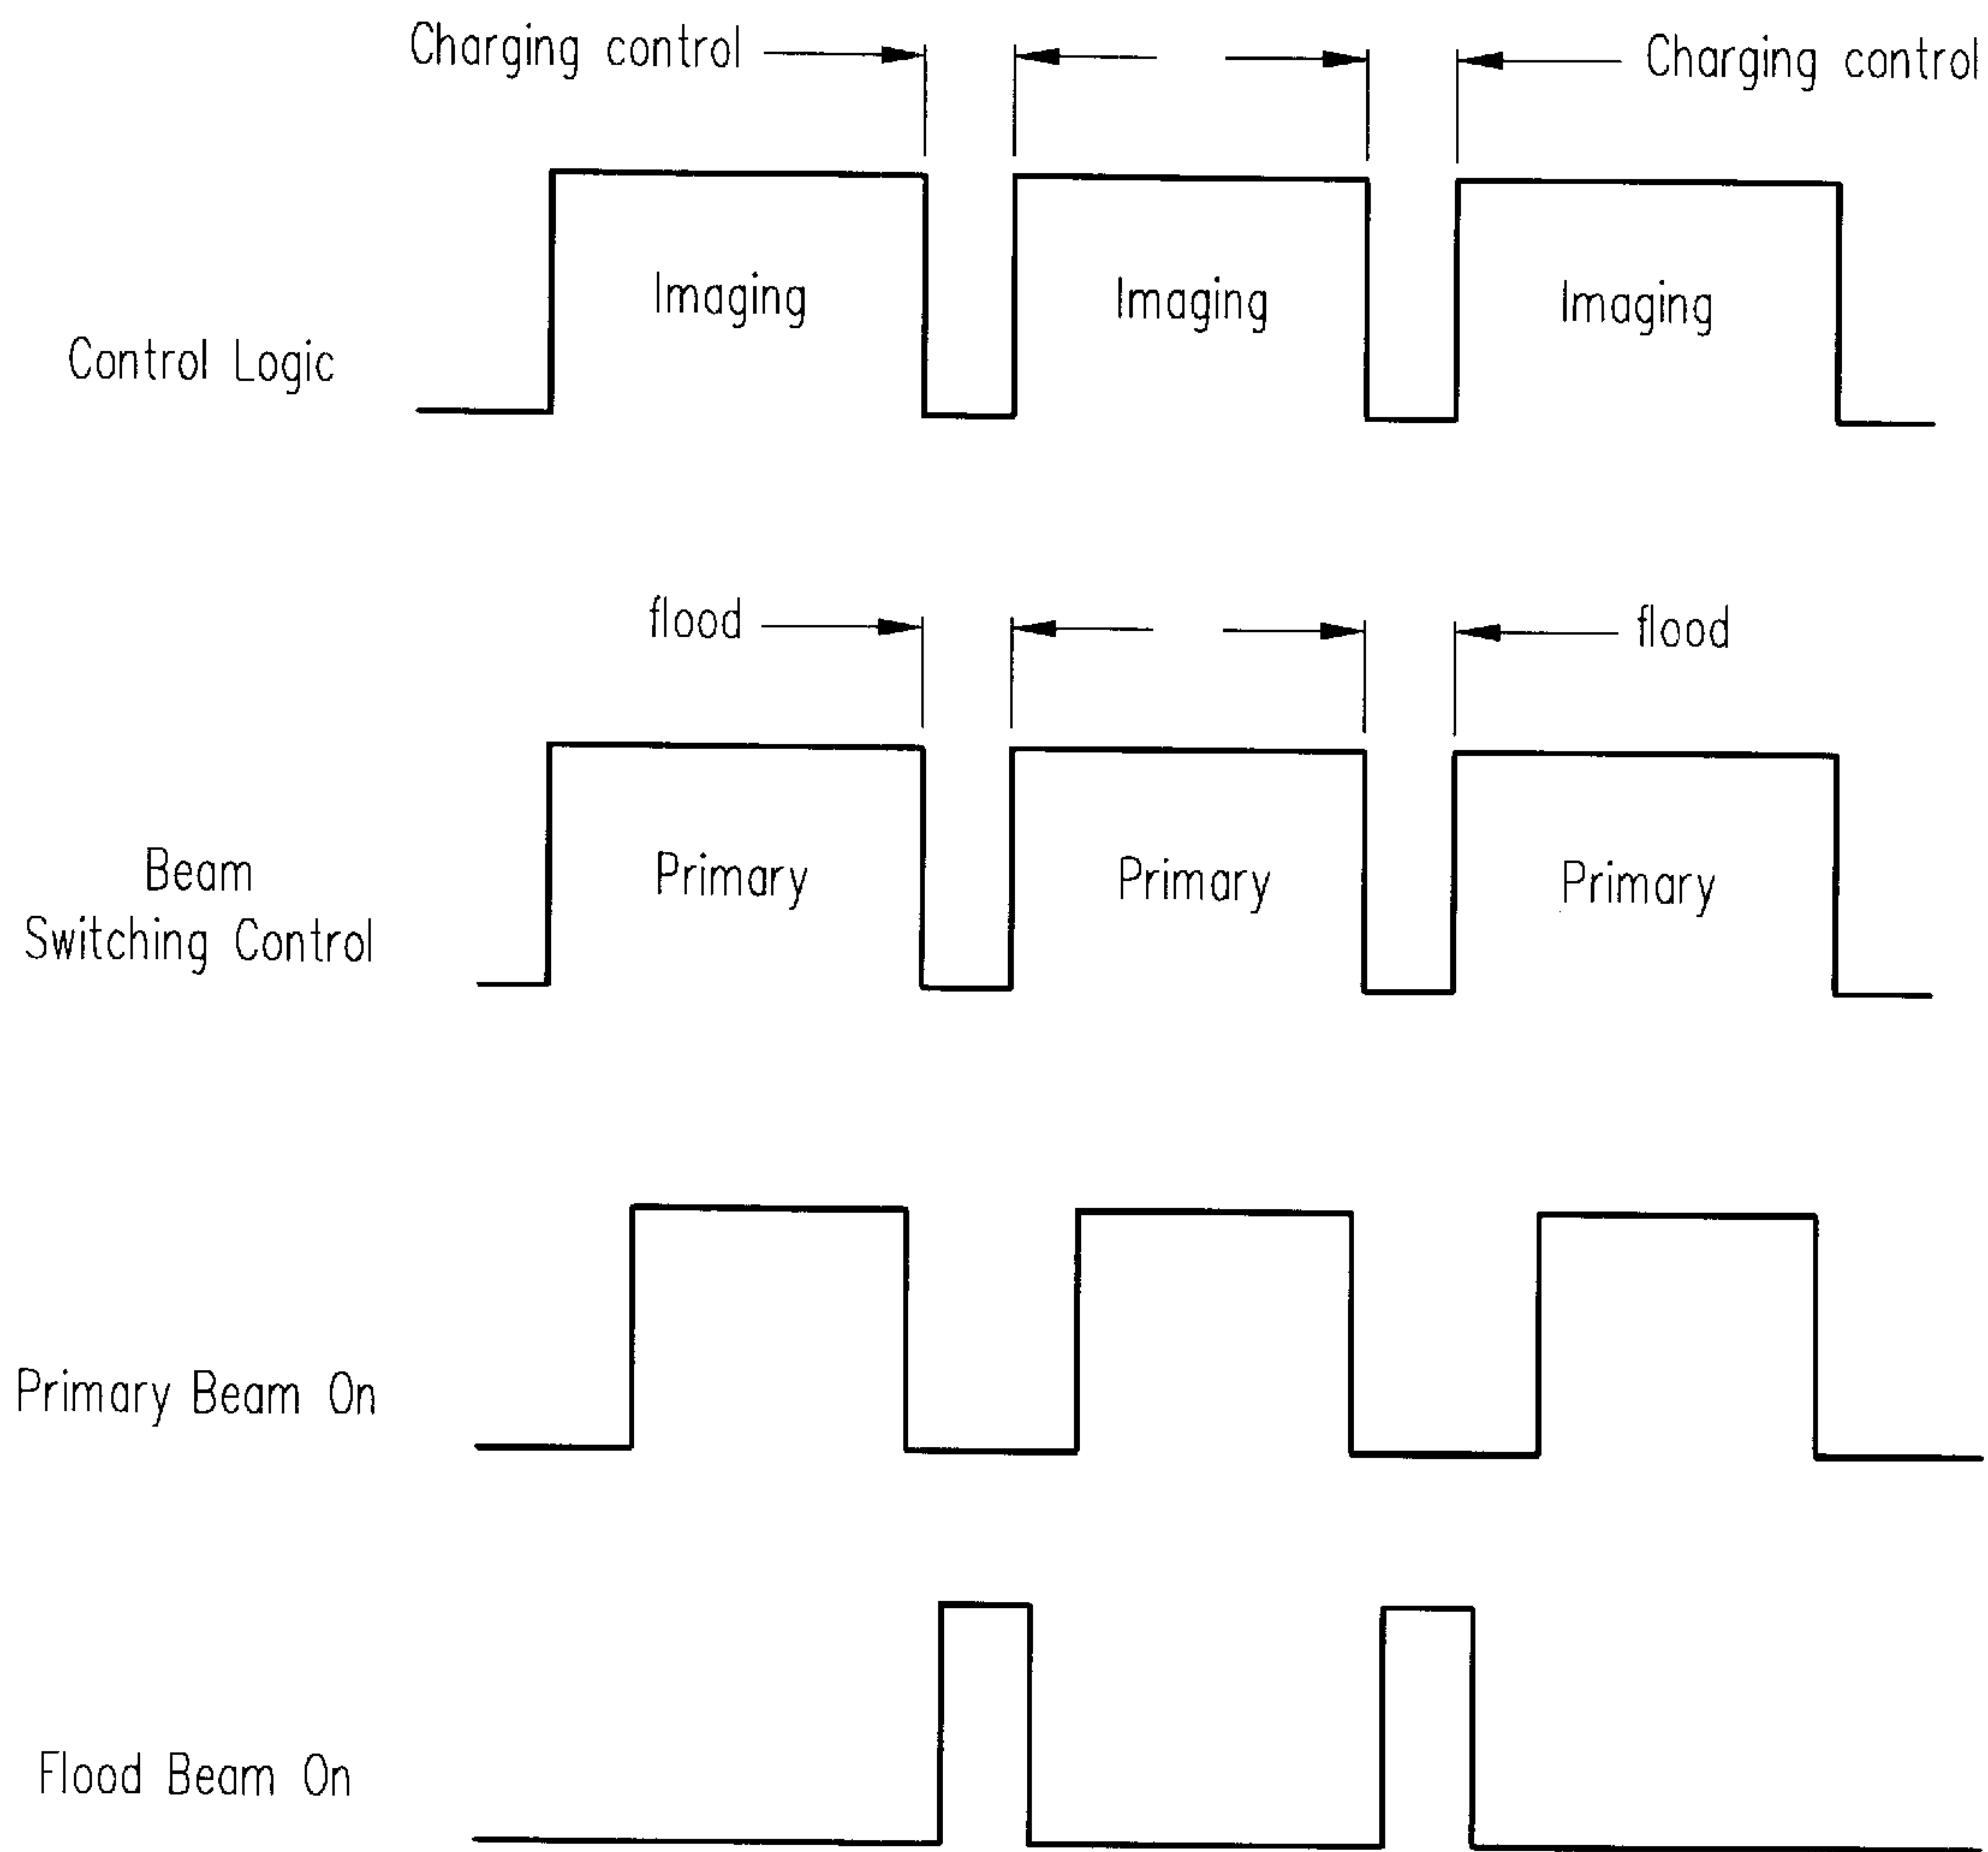 Charging control
Charging control
Imaging
Imaging
Imaging
Control Logic
flood
flood
Primary
Primary
Primary
Beam
Switching Control
Primary Beam On
Flood Beam On